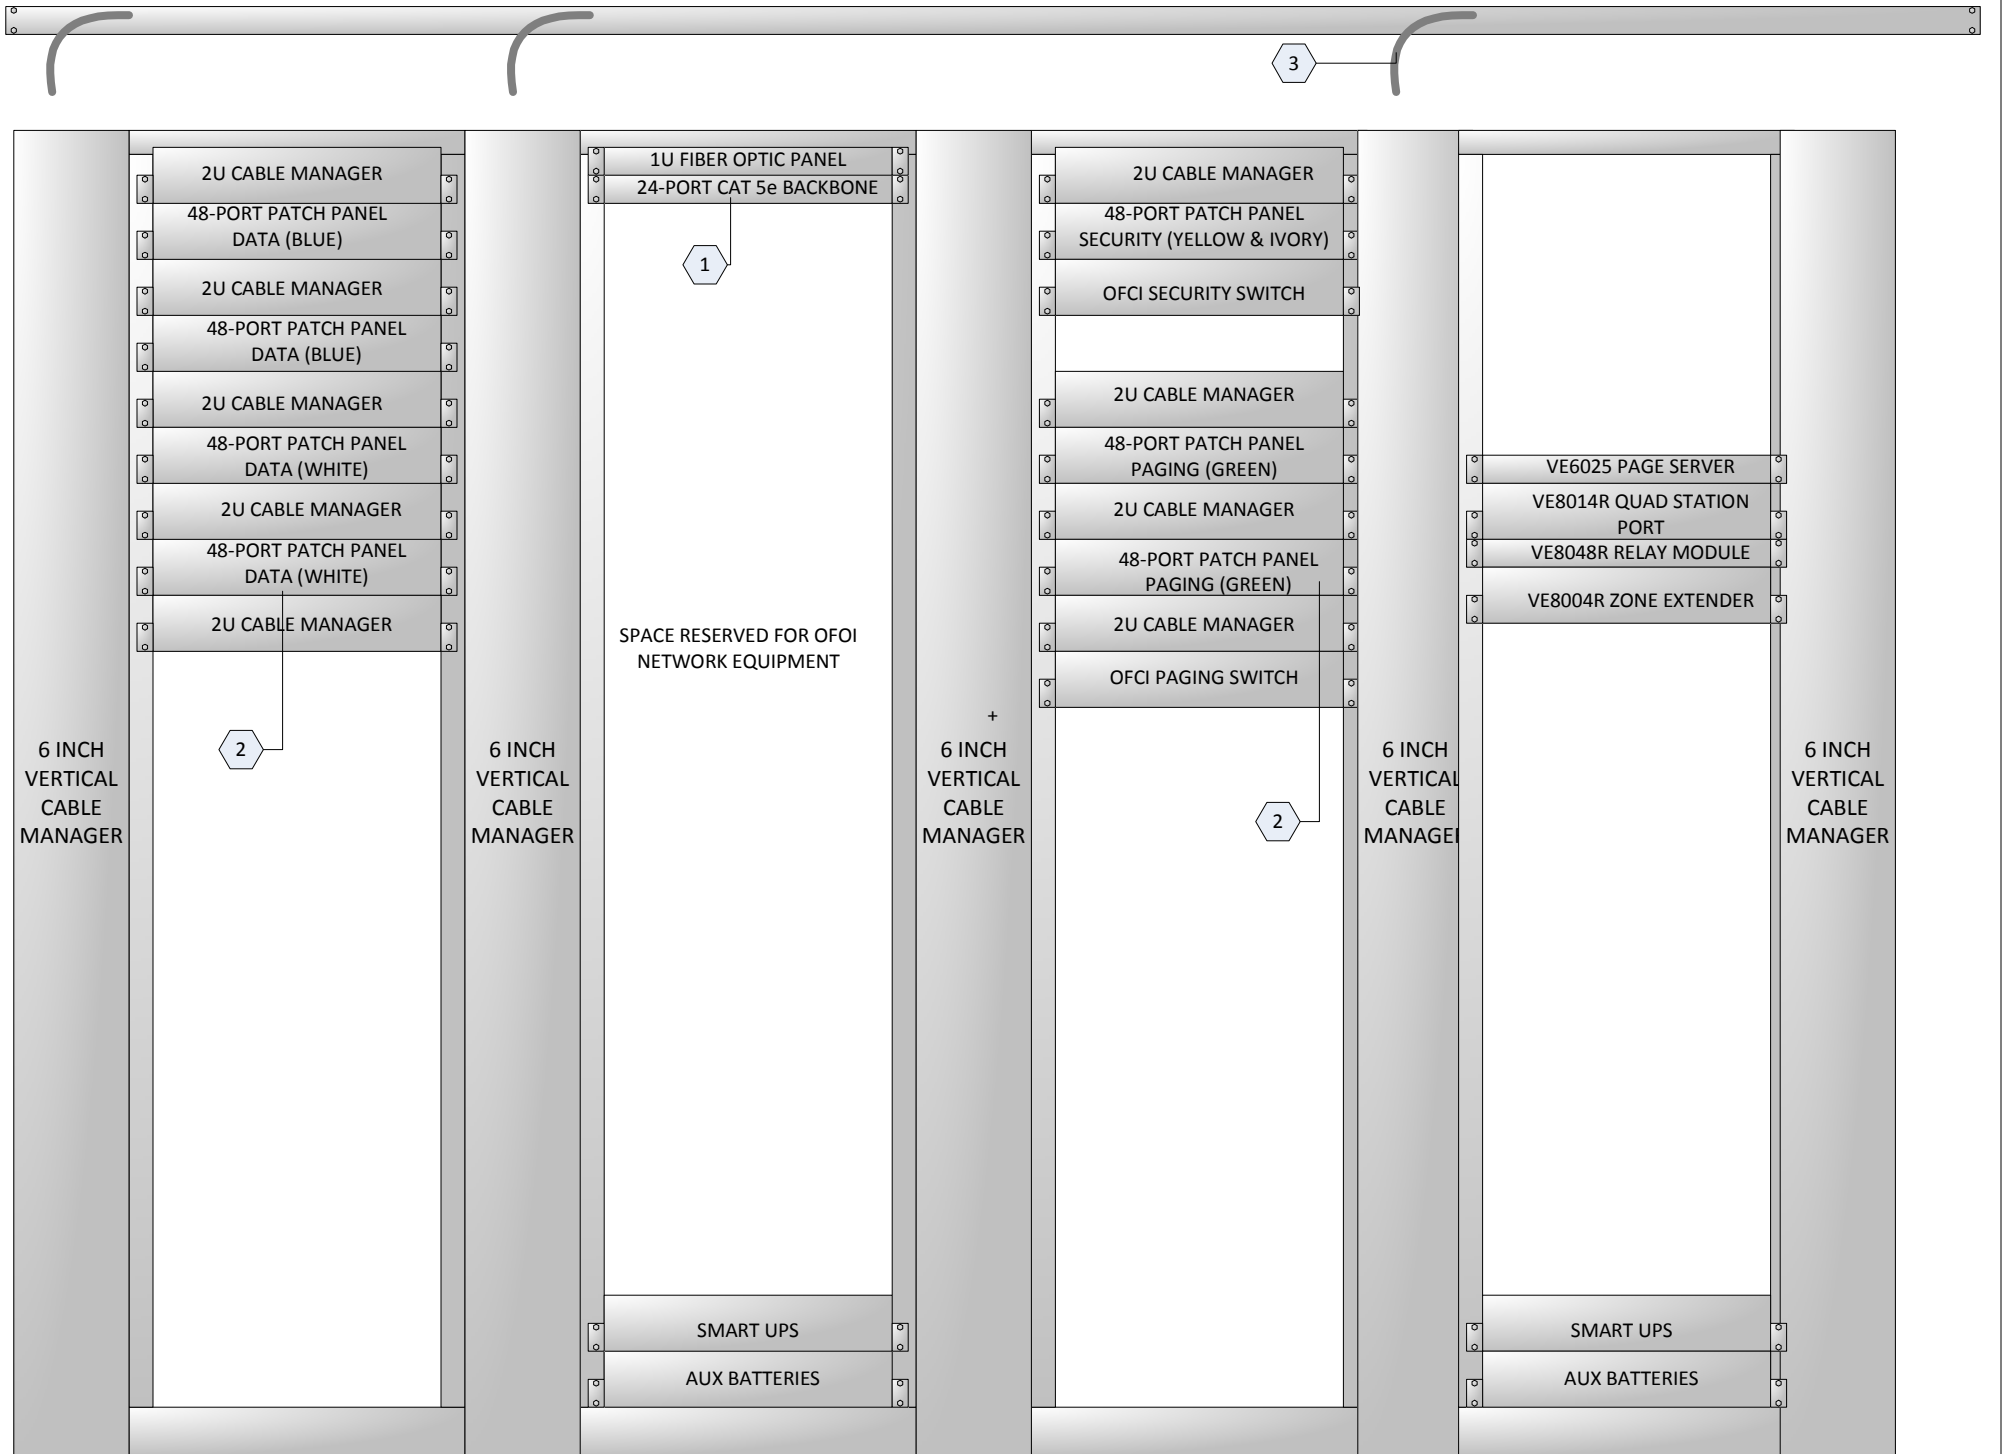 3
2U CABLE MANAGER
48-PORT PATCH PANEL
DATA (BLUE)
2U CABLE MANAGER
48-PORT PATCH PANEL
DATA (BLUE)
2U CABLE MANAGER
48-PORT PATCH PANEL
DATA (WHITE)
2U CABLE MANAGER
48-PORT PATCH PANEL
DATA (WHITE)
2U CABLE MANAGER
2
6 INCH
VERTICAL
CABLE
MANAGER
6 INCH
VERTICAL
CABLE
MANAGER
1U FIBER OPTIC PANEL
24-PORT CAT 5e BACKBONE
1
SPACE RESERVED FOR OFOI
NETWORK EQUIPMENT
SMART UPS
AUX BATTERIES
+
6 INCH
VERTICAL
CABLE
MANAGER
2U CABLE MANAGER
48-PORT PATCH PANEL
SECURITY (YELLOW & IVORY)
OFCI SECURITY SWITCH
2U CABLE MANAGER
48-PORT PATCH PANEL
PAGING (GREEN)
2U CABLE MANAGER
48-PORT PATCH PANEL
PAGING (GREEN)
2U CABLE MANAGER
OFCI PAGING SWITCH
2
6 INCH
VERTICAL
CABLE
MANAGER
VE6025 PAGE SERVER
VE8014R QUAD STATION
PORT
VE8048R RELAY MODULE
VE8004R ZONE EXTENDER
SMART UPS
AUX BATTERIES
6 INCH
VERTICAL
CABLE
MANAGER